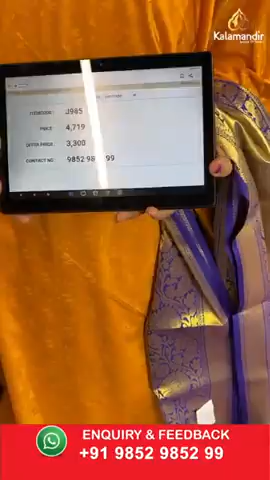 Kalamandir
ITEMCODE : J985
PRICE : 4,719
OFFER PRICE : 3,300
CONTACT NO 9852 98 99
ENQUIRY & FEEDBACK
+91 9852 9852 99